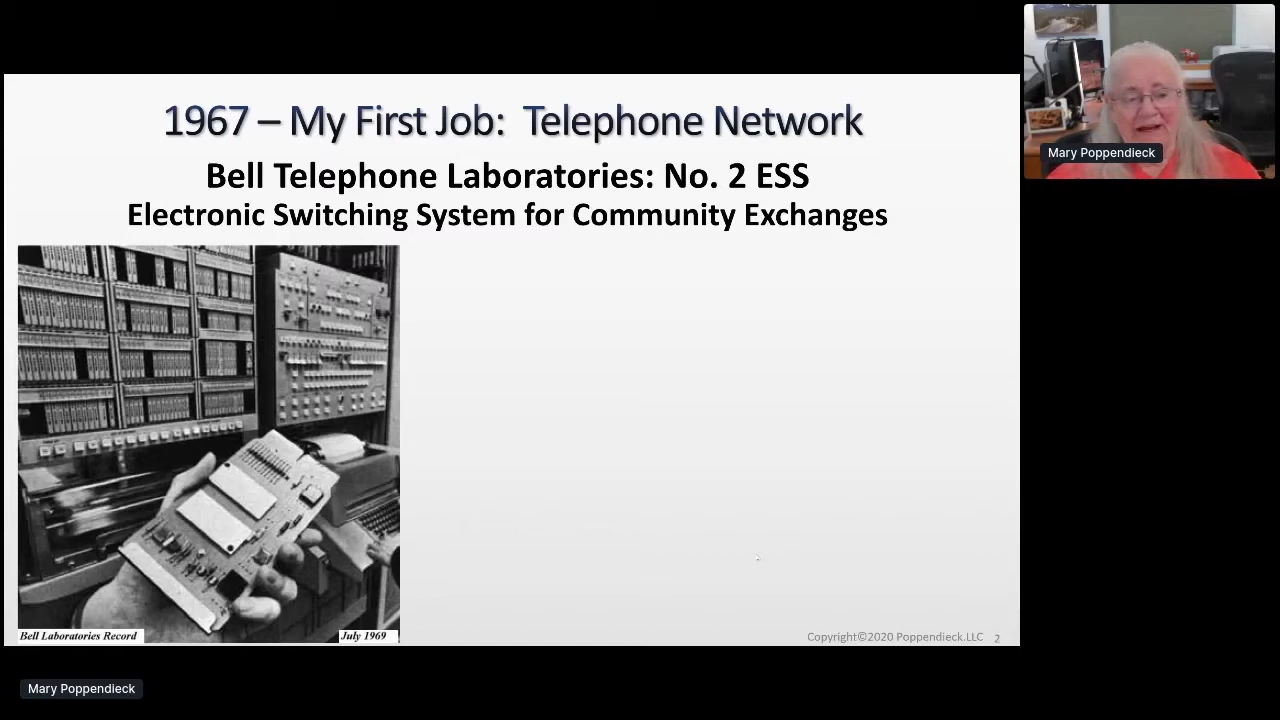 1967 – My First Job: Telephone Network
Bell Telephone Laboratories: No. 2 ESS
Electronic Switching System for Community Exchanges
Bell Laboratories Record
July 1969
Copyright©2020 Poppendieck.LLC
2
Mary Poppendieck
Mary Poppendieck